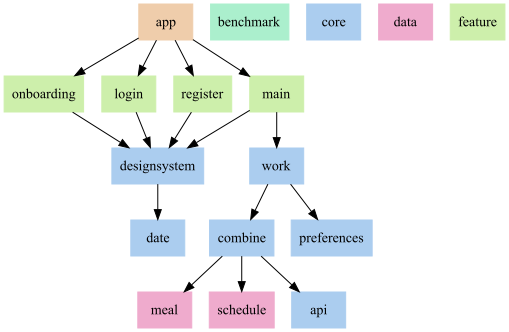 app benchmark core data feature
onboarding login register main
designsystem work
date combine preferences
meal schedule api